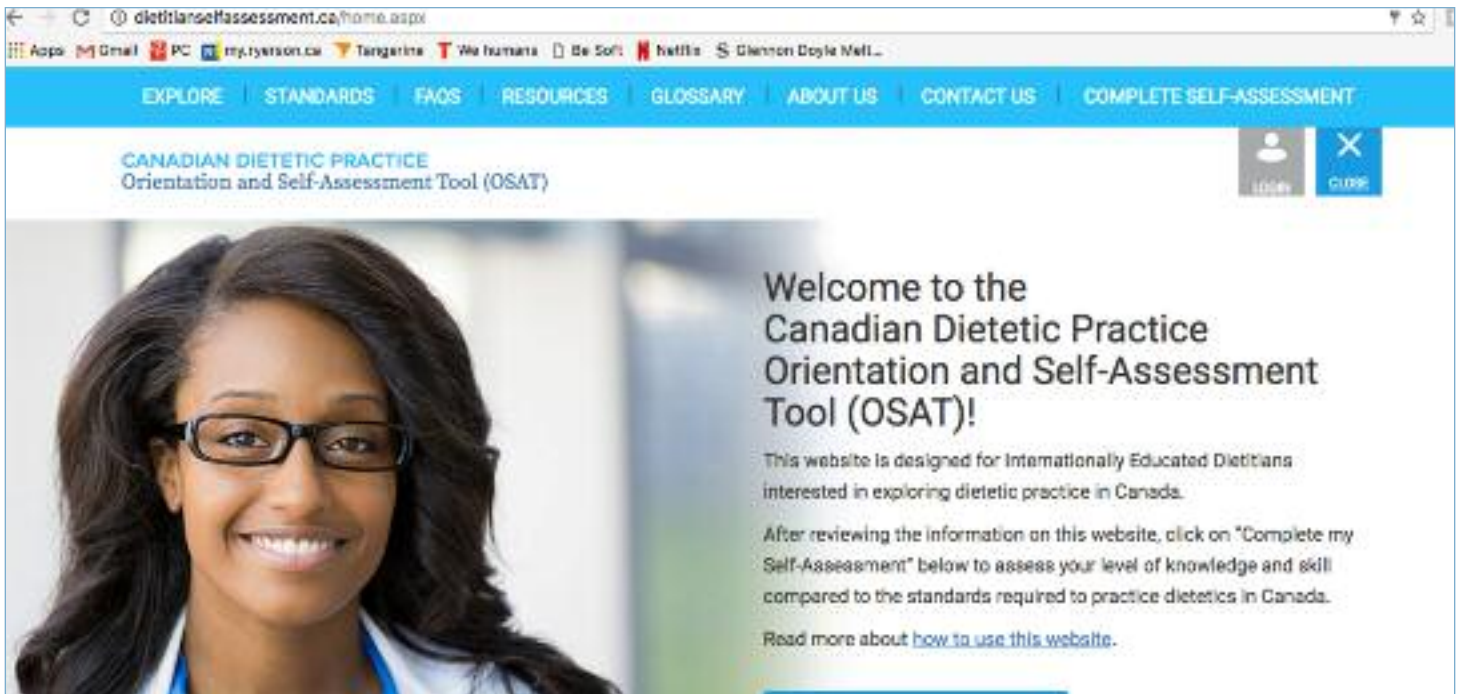 dietitianselfassessment.ca/home.aspx
Apps Gmail PC my.ryerson.ca Tangerine We humans Be Soft Netflix Glennon Doyle Melt...
EXPLORE STANDARDS FAQS RESOURCES GLOSSARY ABOUT US CONTACT US COMPLETE SELF-ASSESSMENT
LOGIN CLOSE
CANADIAN DIETETIC PRACTICE
Orientation and Self-Assessment Tool (OSAT)
Welcome to the
Canadian Dietetic Practice
Orientation and Self-Assessment
Tool (OSAT)!
This website is designed for Internationally Educated Dietitians
interested in exploring dietetic practice in Canada.
After reviewing the information on this website, click on "Complete my
Self-Assessment" below to assess your level of knowledge and skill
compared to the standards required to practice dietetics in Canada.
Read more about how to use this website.